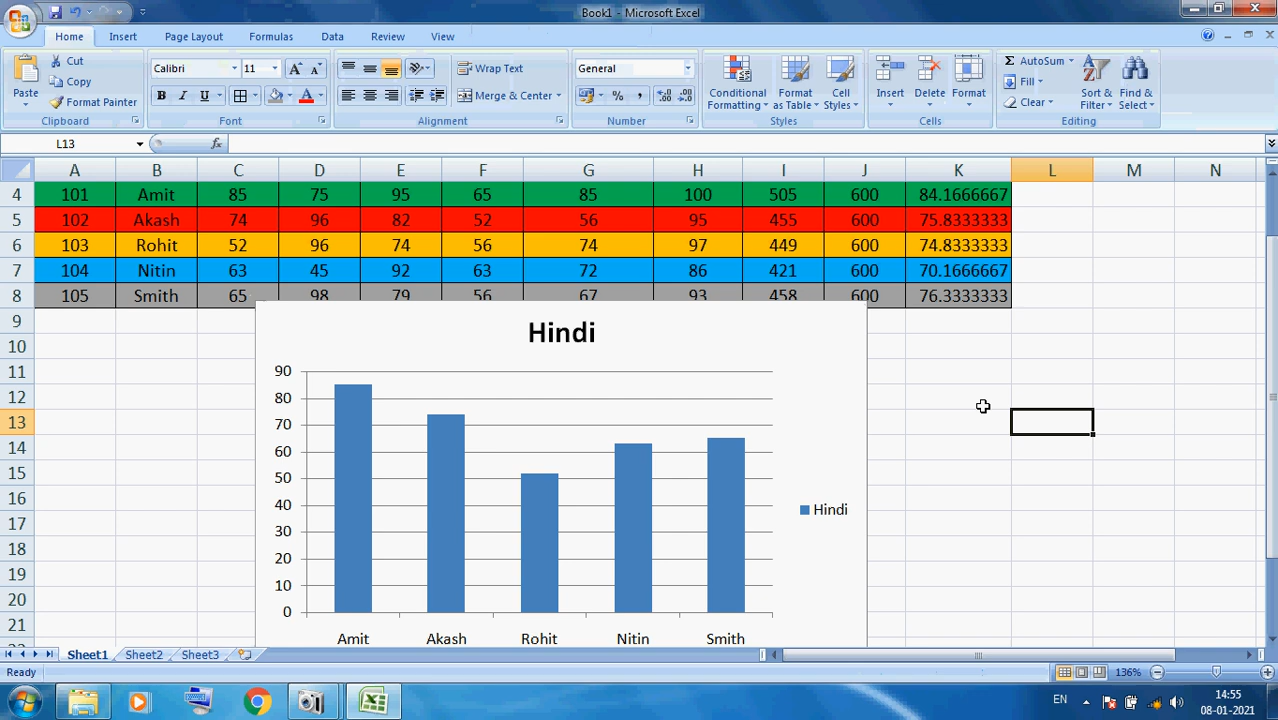 Book1 - Microsoft Excel
Home Insert Page Layout Formulas Data Review View
Cut
Copy
Format Painter
Paste
Clipboard
Calibri 11
B I U
Font
Wrap Text
Merge & Center
Alignment
General
% ,
Number
Conditional Formatting
Format as Table
Cell Styles
Styles
Insert Delete Format
Cells
Σ AutoSum
Fill
Clear
Sort & Filter
Find & Select
Editing
L13 fx
A B C D E F G H I J K L M N
4 101 Amit 85 75 95 65 85 100 505 600 84.1666667
5 102 Akash 74 96 82 52 56 95 455 600 75.8333333
6 103 Rohit 52 96 74 56 74 97 449 600 74.8333333
7 104 Nitin 63 45 92 63 72 86 421 600 70.1666667
8 105 Smith 65 98 79 56 67 93 458 600 76.3333333
9
10
11
12
13
14
15
16
17
18
19
20
21
Hindi
90
80
70
60
50
40
30
20
10
0
Amit Akash Rohit Nitin Smith
Hindi
Sheet1 Sheet2 Sheet3
Ready 136%
EN 14:55
08-01-2021